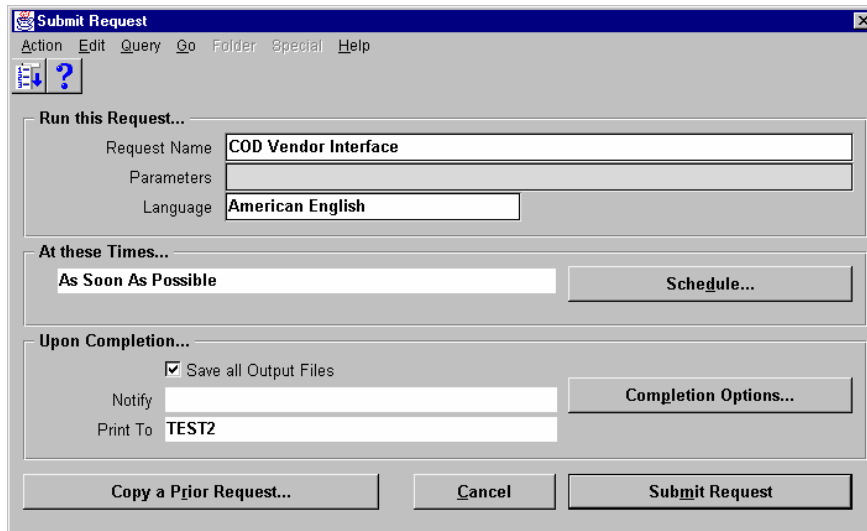 Submit Request
Action Edit Query Go Folder Special Help
?
Run this Request...
Request Name COD Vendor Interface
Parameters
Language American English
At these Times...
As Soon As Possible Schedule...
Upon Completion...
Save all Output Files
Notify Completion Options...
Print To TEST2
Copy a Prior Request... Cancel Submit Request